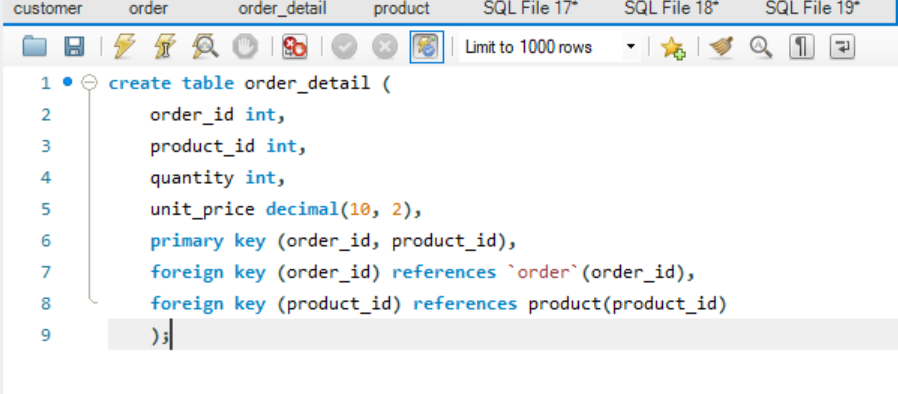 customer order order_detail product SQL File 17* SQL File 18* SQL File 19*
Limit to 1000 rows
1 create table order_detail (
2 order_id int,
3 product_id int,
4 quantity int,
5 unit_price decimal(10, 2),
6 primary key (order_id, product_id),
7 foreign key (order_id) references `order`(order_id),
8 foreign key (product_id) references product(product_id)
9 );